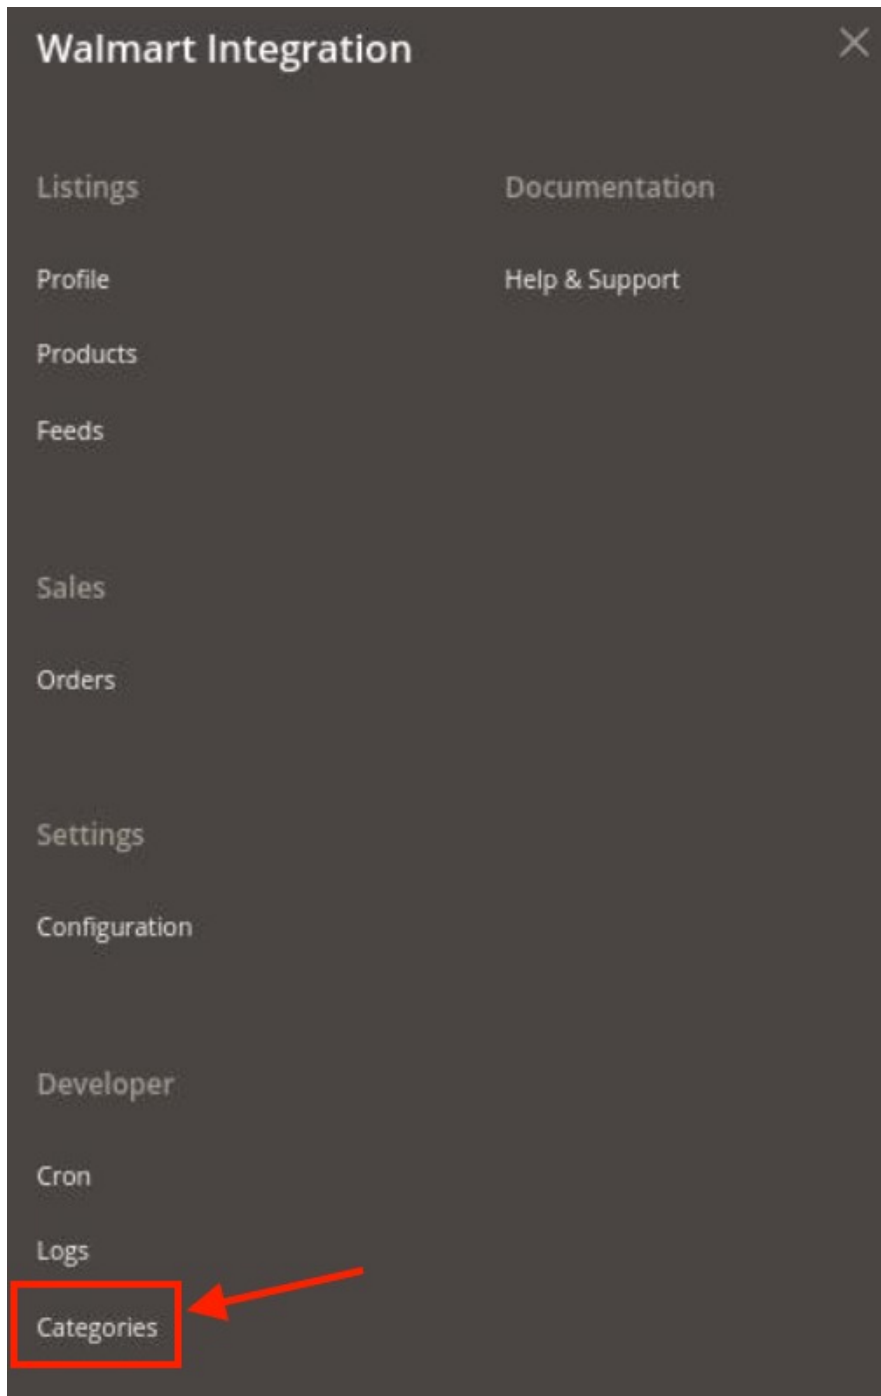 Walmart Integration
Listings
Profile
Products
Feeds
Sales
Orders
Settings
Configuration
Developer
Cron
Logs
Categories
Documentation
Help & Support